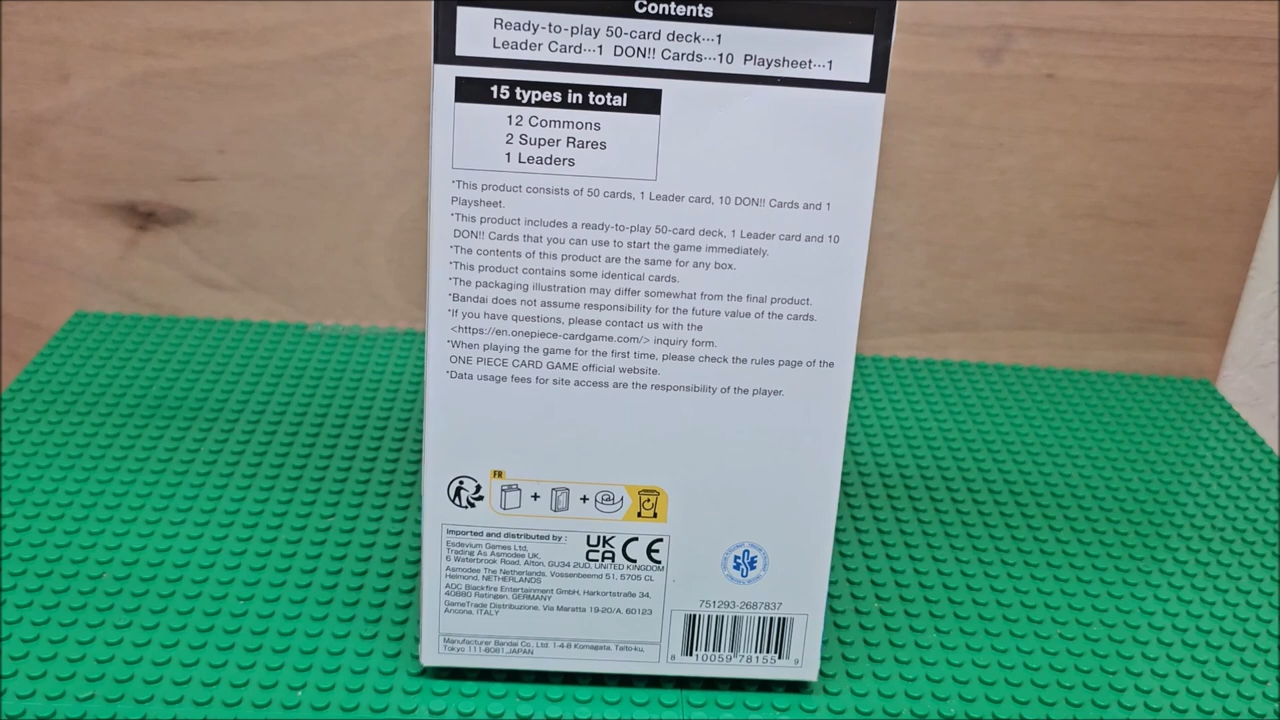 Contents
Ready-to-play 50-card deck···1
Leader Card···1 DON!! Cards···10 Playsheet···1
15 types in total
12 Commons
2 Super Rares
1 Leaders
*This product consists of 50 cards, 1 Leader card, 10 DON!! Cards and 1
Playsheet.
*This product includes a ready-to-play 50-card deck, 1 Leader card and 10
DON!! Cards that you can use to start the game immediately.
*The contents of this product are the same for any box.
*This product contains some identical cards.
*The packaging illustration may differ somewhat from the final product.
*Bandai does not assume responsibility for the future value of the cards.
*If you have questions, please contact us with the
<https://en.onepiece-cardgame.com/> inquiry form.
*When playing the game for the first time, please check the rules page of the
ONE PIECE CARD GAME official website.
*Data usage fees for site access are the responsibility of the player.
FR
+ +
Imported and distributed by :
Esdevium Games Ltd,
Trading As Asmodee UK,
6 Waterbrook Road, Alton, GU34 2UD, UNITED KINGDOM
UK
CA CE
Asmodee The Netherlands. Vossenbeemd 51, 5705 CL
Helmond, NETHERLANDS
ADC Blackfire Entertainment GmbH, Harkortstraße 34,
40880 Ratingen, GERMANY
GameTrade Distribuzione, Via Maratta 19-20/A, 60123
Ancona, ITALY
Manufacturer Bandai Co., Ltd. 1-4-8 Komagata, Taito-ku,
Tokyo 111-8081,JAPAN
751293-2687837
8 10059 78155 9